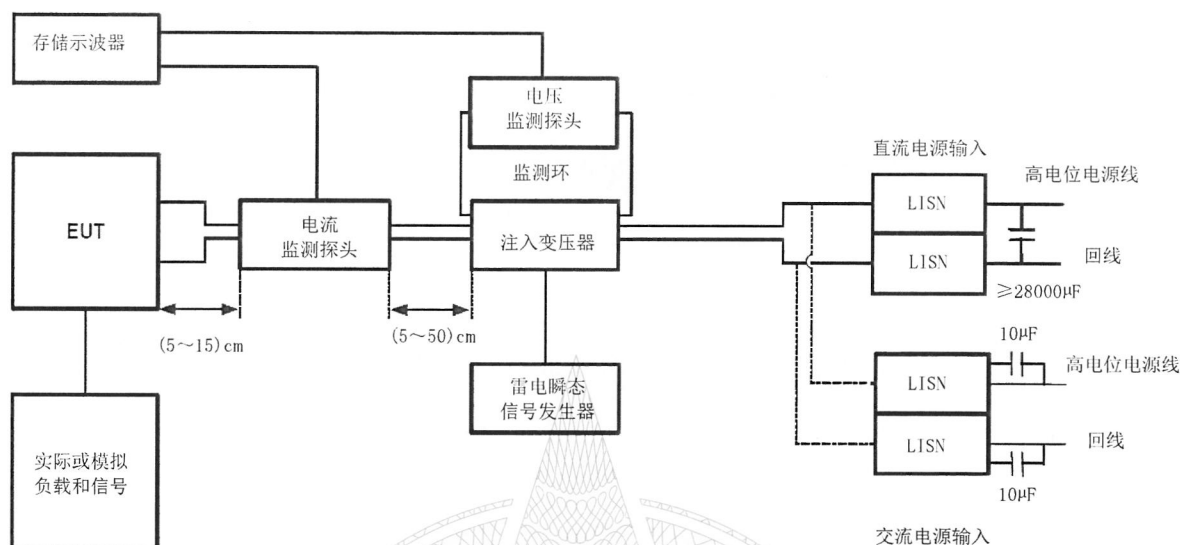 存储示波器
电压
监测探头
监测环
直流电源输入
高电位电源线
EUT
电流
监测探头
注入变压器
LISN
LISN
回线
≥28000μF
(5～15)cm
(5～50)cm
10μF
雷电瞬态
信号发生器
LISN
高电位电源线
LISN
回线
10μF
实际或模拟
负载和信号
交流电源输入